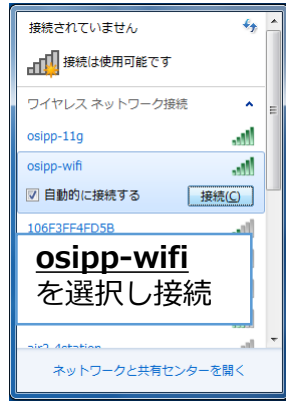 接続されていません
接続は使用可能です
ワイヤレス ネットワーク接続
osipp-11g
osipp-wifi
自動的に接続する
接続(C)
106F3FF4FD5B
osipp-wifi
を選択し接続
ネットワークと共有センターを開く